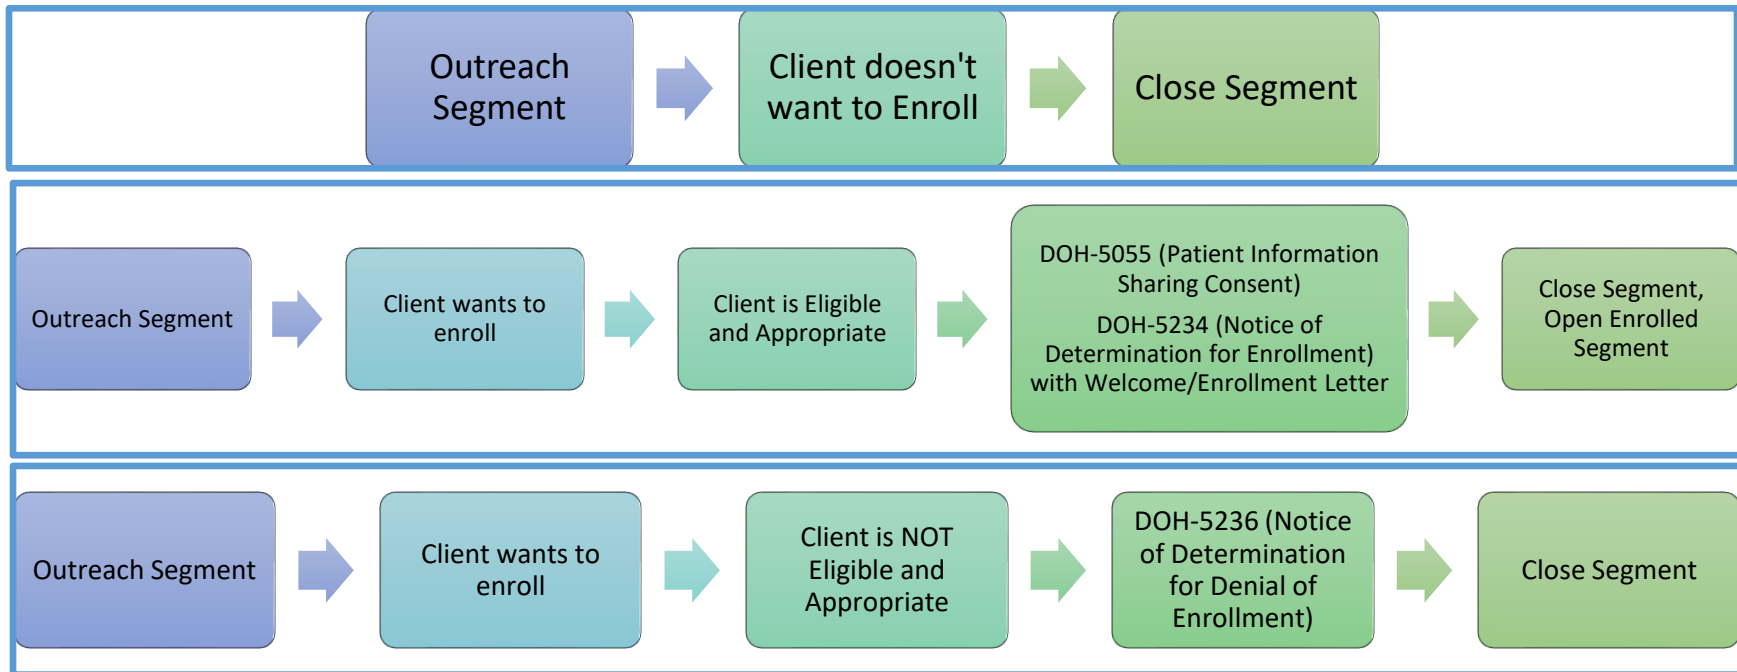 Outreach
Segment
Client doesn't
want to Enroll
Close Segment
Outreach Segment
Client wants to
enroll
Client is Eligible
and Appropriate
DOH-5055 (Patient Information
Sharing Consent)
DOH-5234 (Notice of
Determination for Enrollment)
with Welcome/Enrollment Letter
Close Segment,
Open Enrolled
Segment
Outreach Segment
Client wants to
enroll
Client is NOT
Eligible and
Appropriate
DOH-5236 (Notice
of Determination
for Denial of
Enrollment)
Close Segment